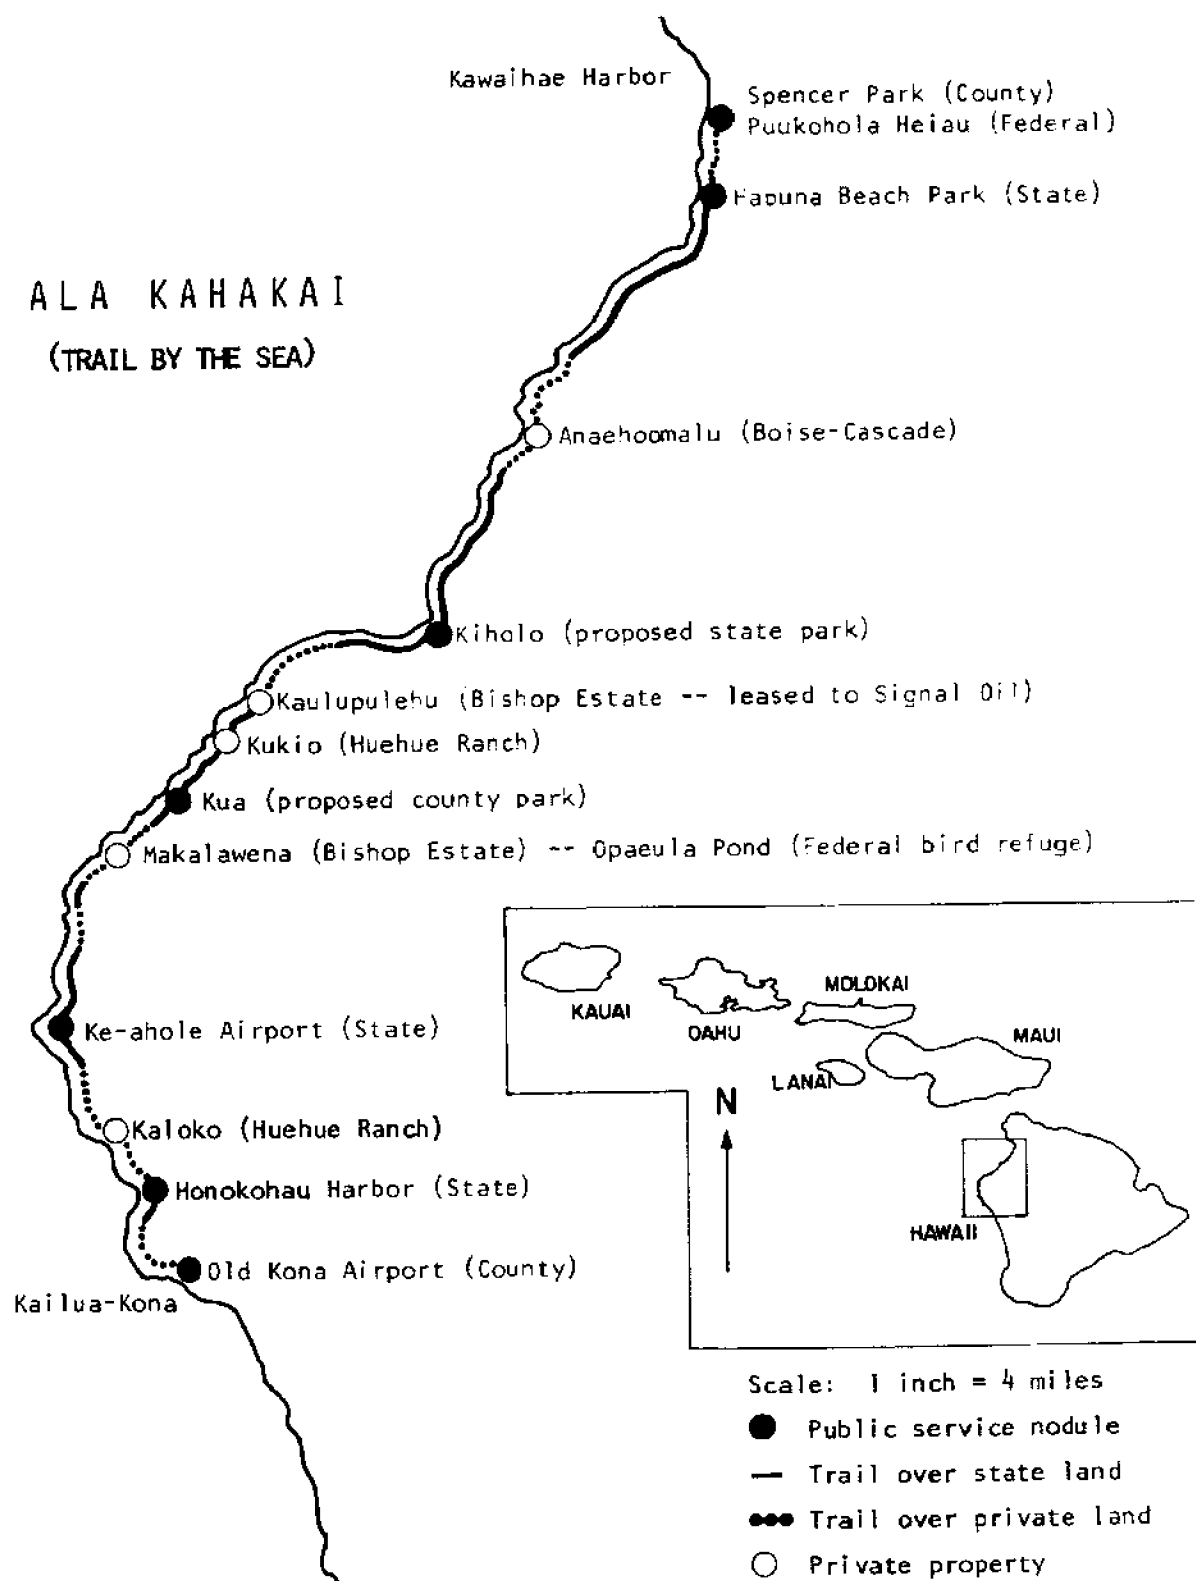 Kawaihae Harbor
Spencer Park (County)
Puukohola Heiau (Federal)
Hapuna Beach Park (State)
ALA KAHAKAI
(TRAIL BY THE SEA)
Anaehoomalu (Boise-Cascade)
Kiholo (proposed state park)
Kaulupulehu (Bishop Estate -- leased to Signal Oil)
Kukio (Huehue Ranch)
Kua (proposed county park)
Makalawena (Bishop Estate) -- Opaeula Pond (Federal bird refuge)
KAUAI
OAHU
MOLOKAI
MAUI
LANAI
N
HAWAII
Ke-ahole Airport (State)
Kaloko (Huehue Ranch)
Honokohau Harbor (State)
Old Kona Airport (County)
Kailua-Kona
Scale: 1 inch = 4 miles
Public service nodule
Trail over state land
Trail over private land
Private property